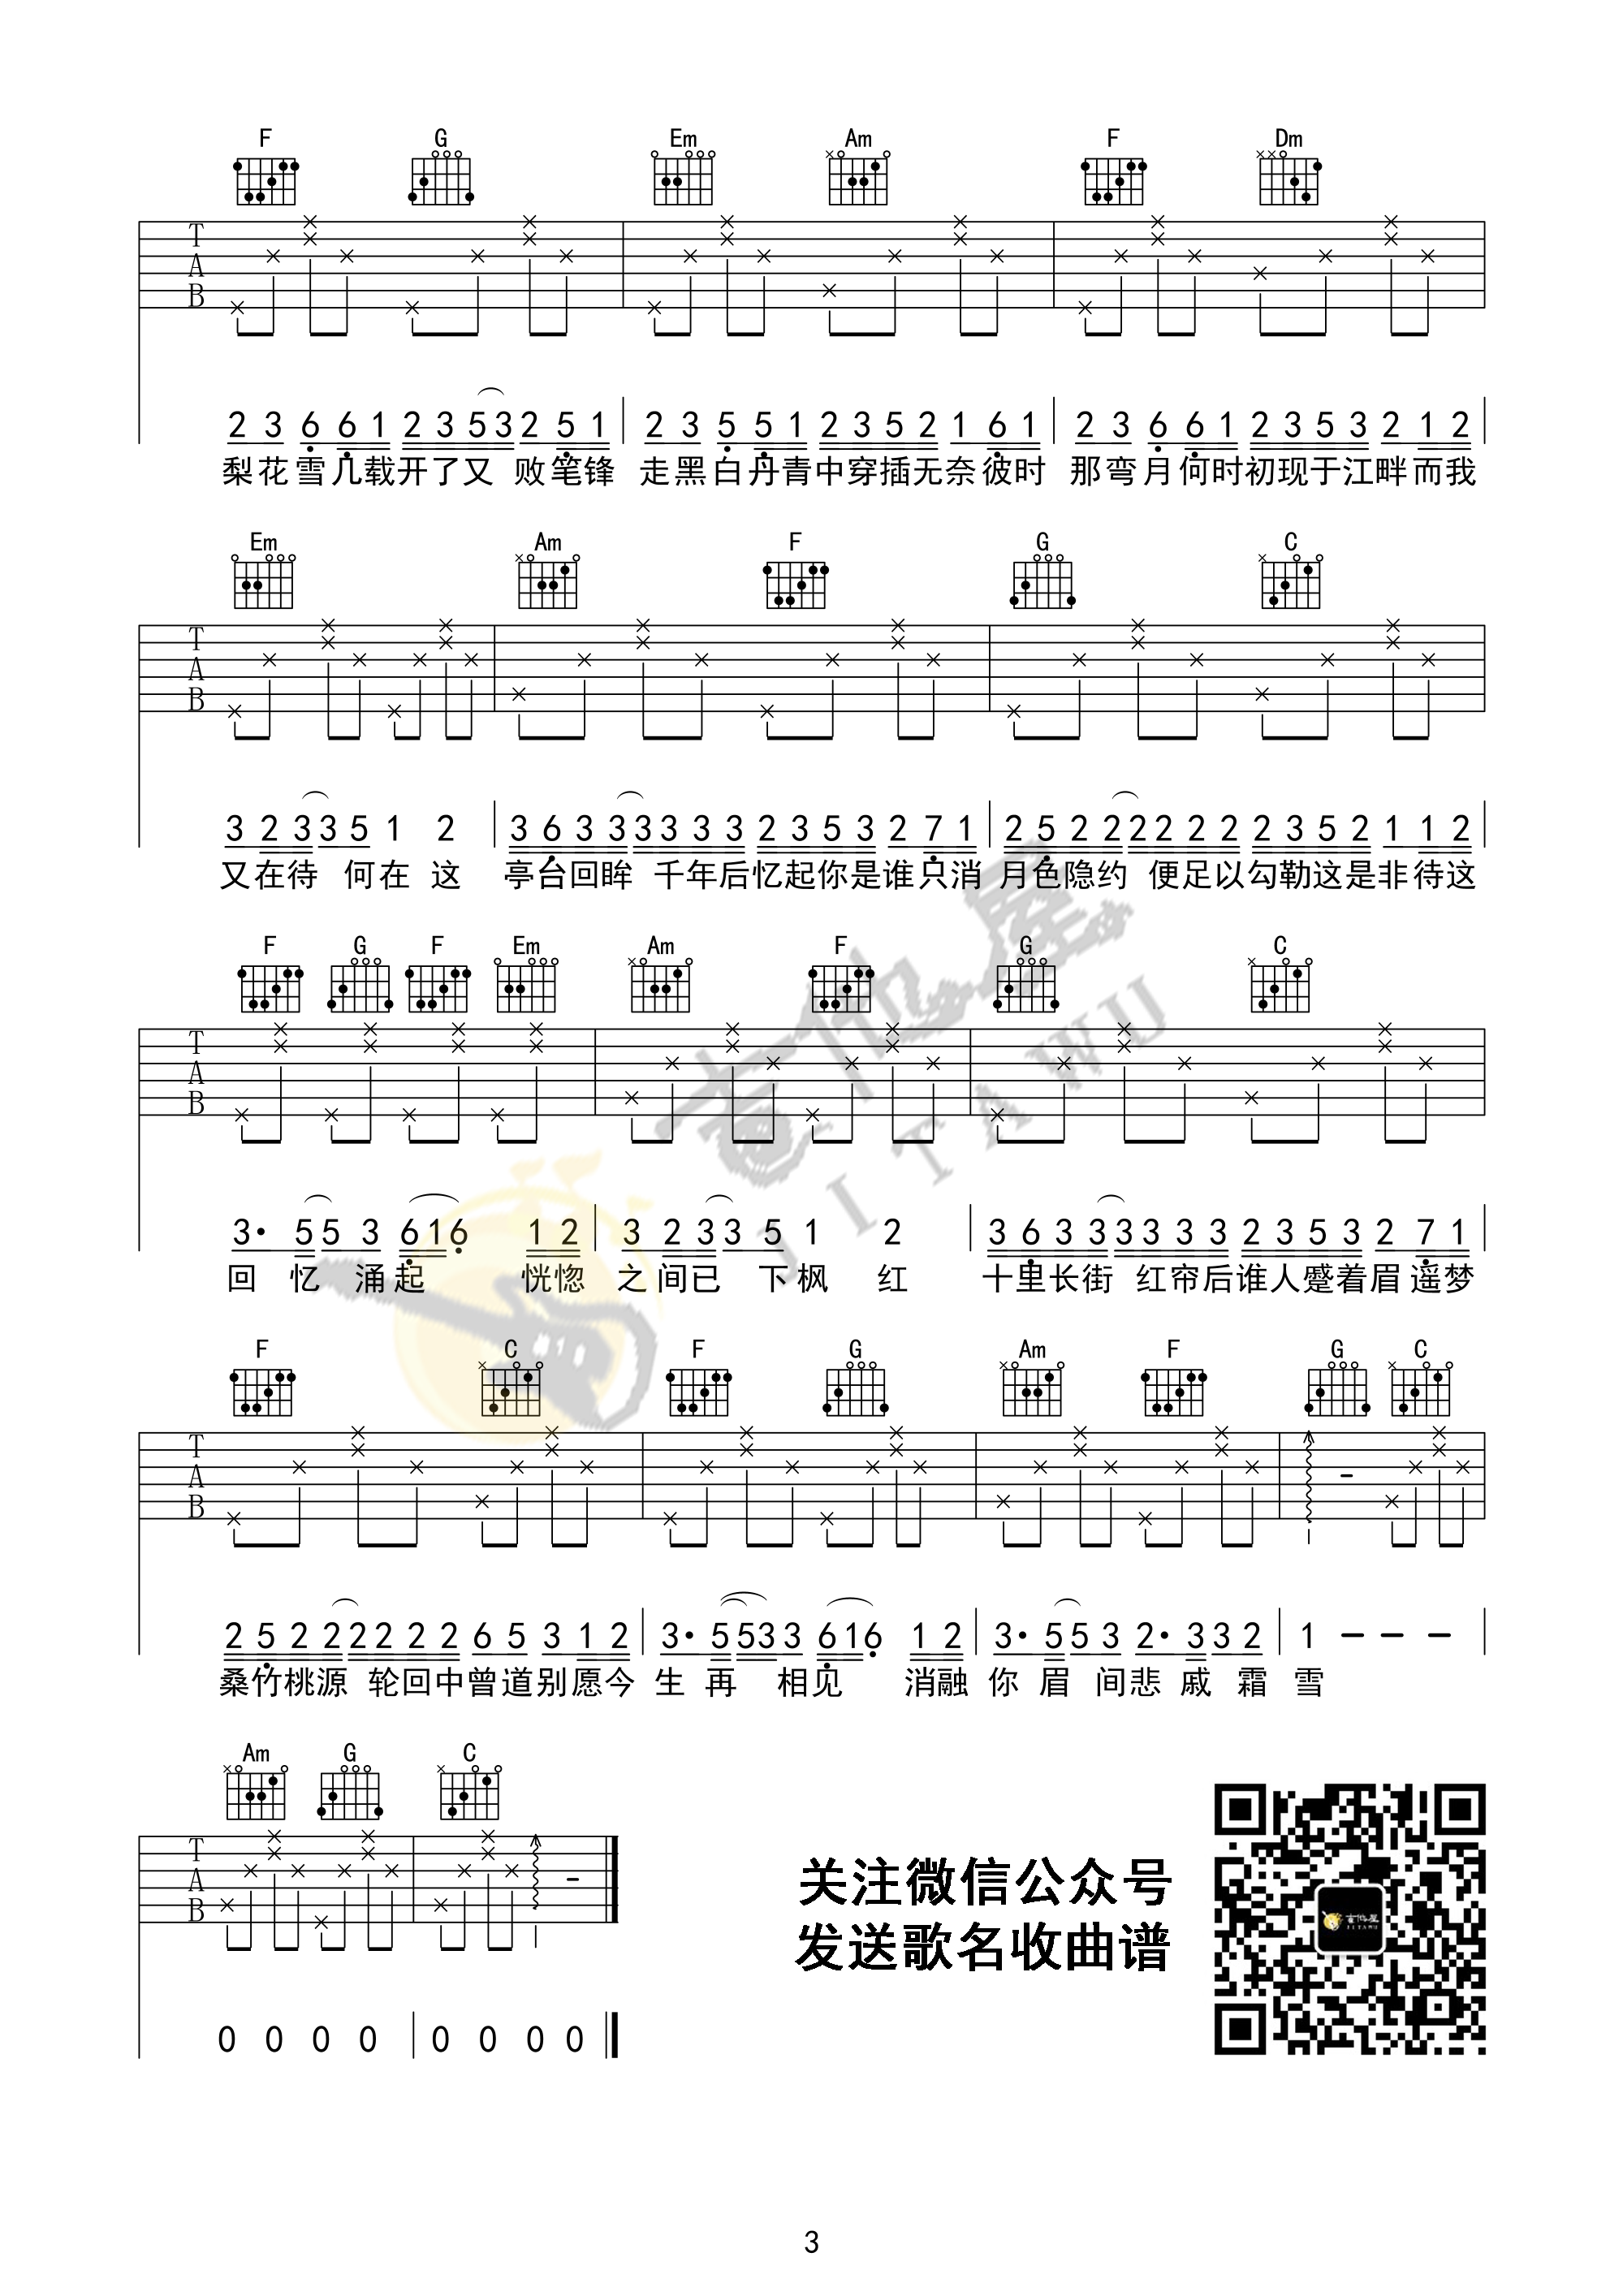 F G Em Am F Dm
T
A
B
2 3 6 6 1 2 3 5 3 2 5 1 2 3 5 5 1 2 3 5 2 1 6 1 2 3 6 6 1 2 3 5 3 2 1 2
梨花雪几载开了又 败笔锋 走黑白丹青中穿插无奈彼时 那弯月何时初现于江畔而我
Em Am F G C
T
A
B
3 2 3 3 5 1 2 3 6 3 3 3 3 3 3 2 3 5 3 2 7 1 2 5 2 2 2 2 2 2 2 3 5 2 1 1 2
又在待 何在 这 亭台回眸 千年后忆起你是谁只消 月色隐约 便足以勾勒这是非待这
F G F Em Am F G C
T
A
B
3· 5 5 3 6 1 6 1 2 3 2 3 3 5 1 2 3 6 3 3 3 3 3 3 2 3 5 3 2 7 1
回 忆 涌起 恍惚 之间已 下枫 红 十里长街 红帘后谁人蹙着眉遥梦
F C F G Am F G C
T
A
B
2 5 2 2 2 2 2 2 6 5 3 1 2 3· 5 5 3 3 6 1 6 1 2 3· 5 5 3 2· 3 3 2 1 – – –
桑竹桃源 轮回中曾道别愿今 生 再 相见 消融 你 眉 间悲 戚 霜 雪
Am G C
T
A
B
0 0 0 0 0 0 0 0
关注微信公众号
发送歌名收曲谱
吉他屋
JITAWU
3